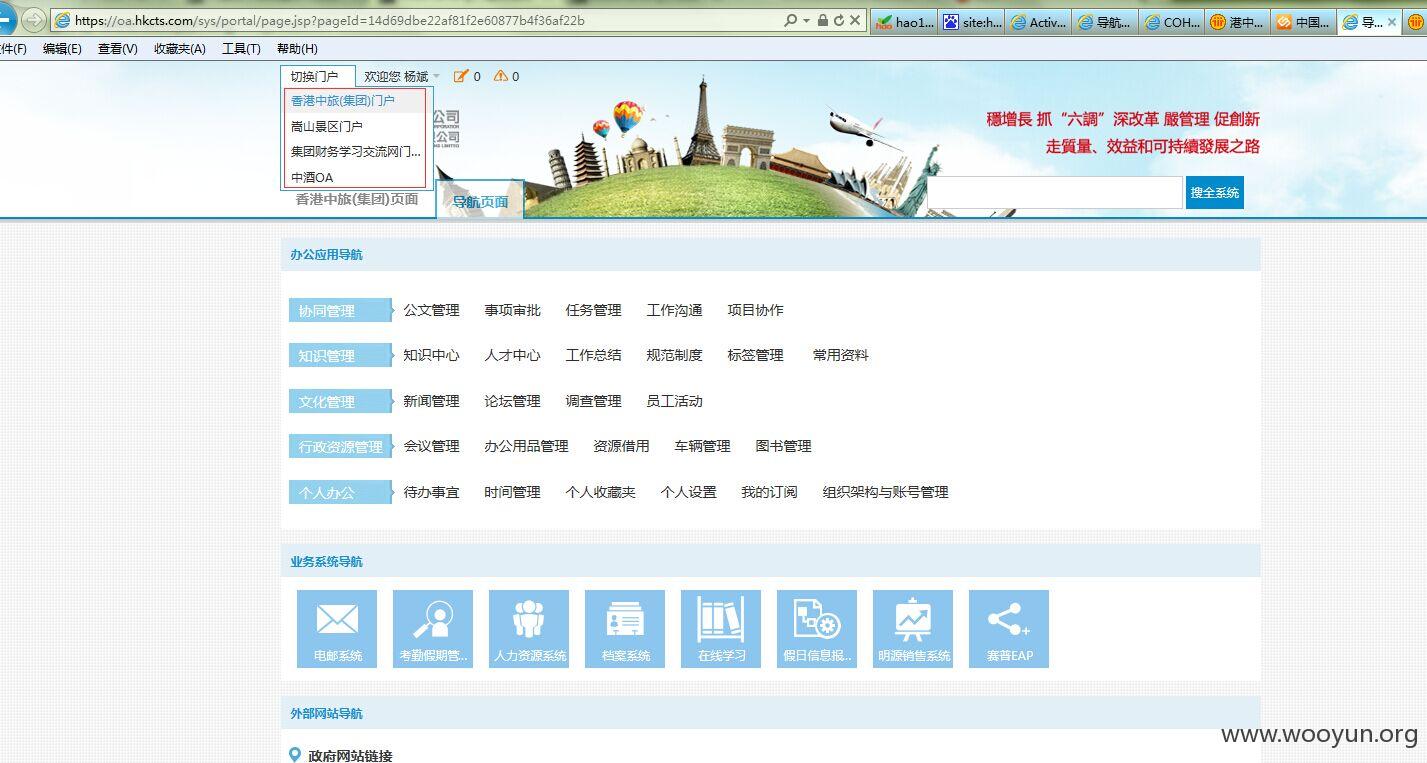 https://oa.hkcts.com/sys/portal/page.jsp?pageId=14d69dbe22af81f2e60877b4f36af22b
hao1... site:h... Activ... 导航... COH... 港中... 中国... 导...
件(F) 编辑(E) 查看(V) 收藏夹(A) 工具(T) 帮助(H)
切换门户 欢迎您 杨斌 0 0
香港中旅(集团)门户
嵩山景区门户
集团财务学习交流网门...
中酒OA
公司
公司
穩增長 抓“六調”深改革 嚴管理 促創新
走質量、效益和可持續發展之路
香港中旅(集团)页面 导航页面 搜全系统
办公应用导航
协同管理 公文管理 事项审批 任务管理 工作沟通 项目协作
知识管理 知识中心 人才中心 工作总结 规范制度 标签管理 常用资料
文化管理 新闻管理 论坛管理 调查管理 员工活动
行政资源管理 会议管理 办公用品管理 资源借用 车辆管理 图书管理
个人办公 待办事宜 时间管理 个人收藏夹 个人设置 我的订阅 组织架构与账号管理
业务系统导航
电邮系统 考勤假期管... 人力资源系统 档案系统 在线学习 假日信息报... 明源销售系统 赛普EAP
外部网站导航
政府网站链接
www.wooyun.org